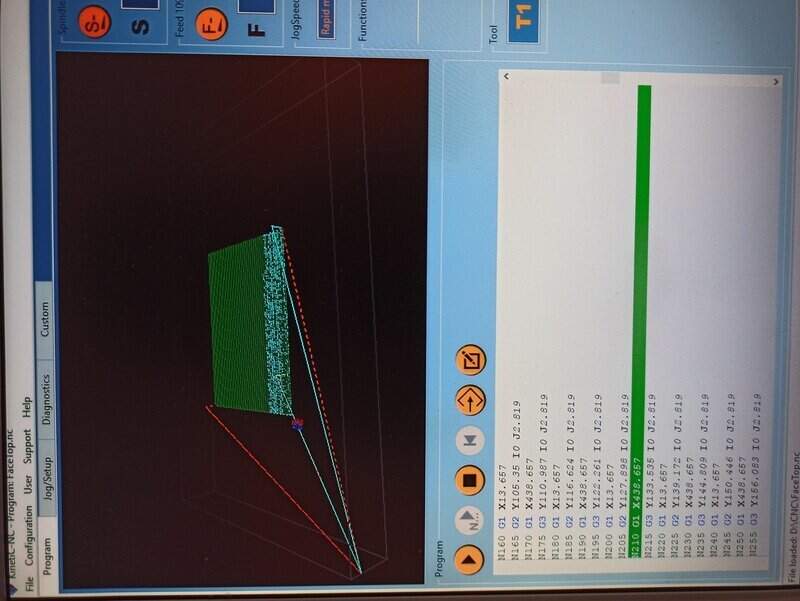 KinetiC-NC - Program: FaceTop.nc
File Configuration User Support Help
Program Jog/Setup Diagnostics Custom
Spindle
S-
S
Feed
F-
F
JogSpeed
Rapid
Functions
Tool
T1
Program
N...
N160 G1 X13.657
N165 G2 Y105.35 I0 J2.819
N170 G1 X438.657
N175 G3 Y110.987 I0 J2.819
N180 G1 X13.657
N185 G2 Y116.624 I0 J2.819
N190 G1 X438.657
N195 G3 Y122.261 I0 J2.819
N200 G1 X13.657
N205 G2 Y127.898 I0 J2.819
N210 G1 X438.657
N215 G3 Y133.535 I0 J2.819
N220 G1 X13.657
N225 G2 Y139.172 I0 J2.819
N230 G1 X438.657
N235 G3 Y144.809 I0 J2.819
N240 G1 X13.657
N245 G2 Y150.446 I0 J2.819
N250 G1 X438.657
N255 G3 Y156.083 I0 J2.819
File loaded: D:\CNC\FaceTop.nc